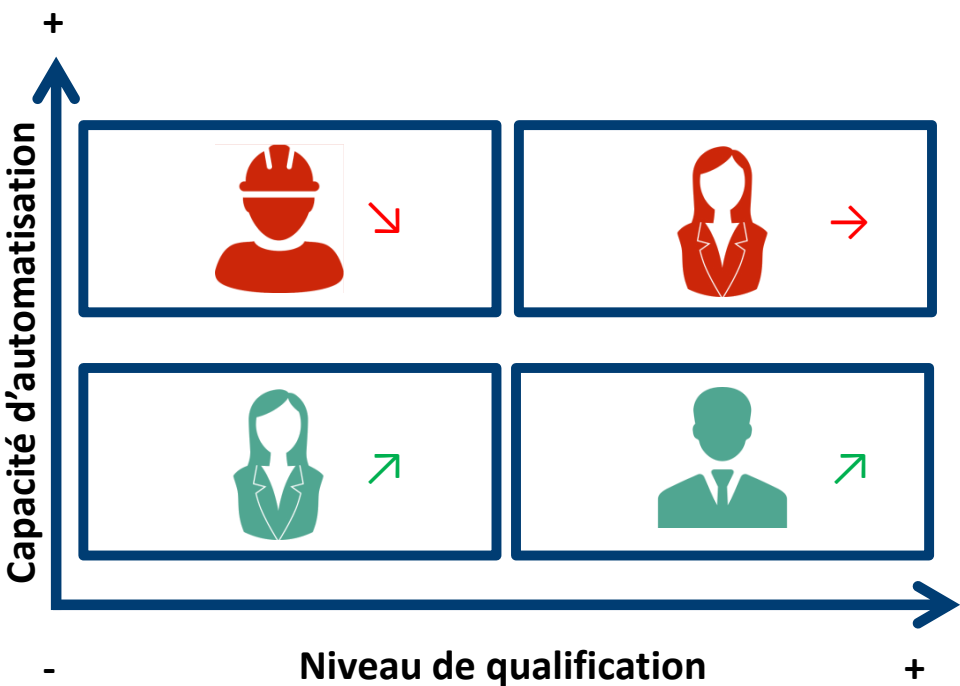 +
Capacité d'automatisation
-
Niveau de qualification
+